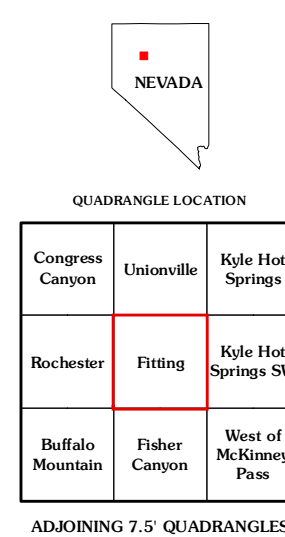 NEVADA
QUADRANGLE LOCATION
Congress
Canyon
Unionville
Kyle Hot
Springs
Rochester
Fitting
Kyle Hot
Springs SW
Buffalo
Mountain
Fisher
Canyon
West of
McKinney
Pass
ADJOINING 7.5' QUADRANGLES